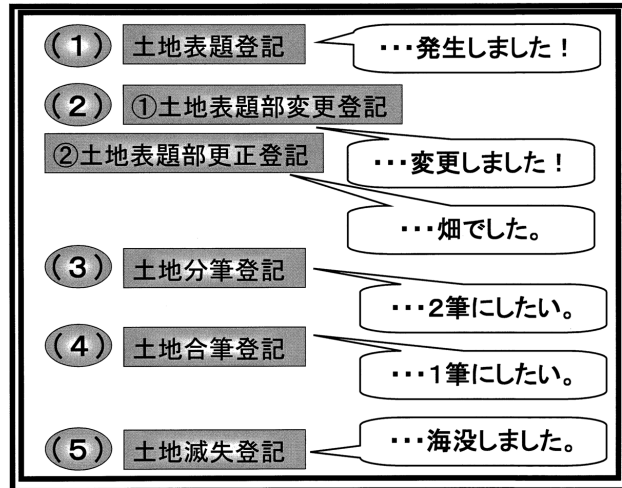 (1) 土地表題登記 ・・・発生しました!
(2) ①土地表題部変更登記
②土地表題部更正登記 ・・・変更しました!
・・・畑でした。
(3) 土地分筆登記
・・・2筆にしたい。
(4) 土地合筆登記
・・・1筆にしたい。
(5) 土地滅失登記 ・・・海没しました。